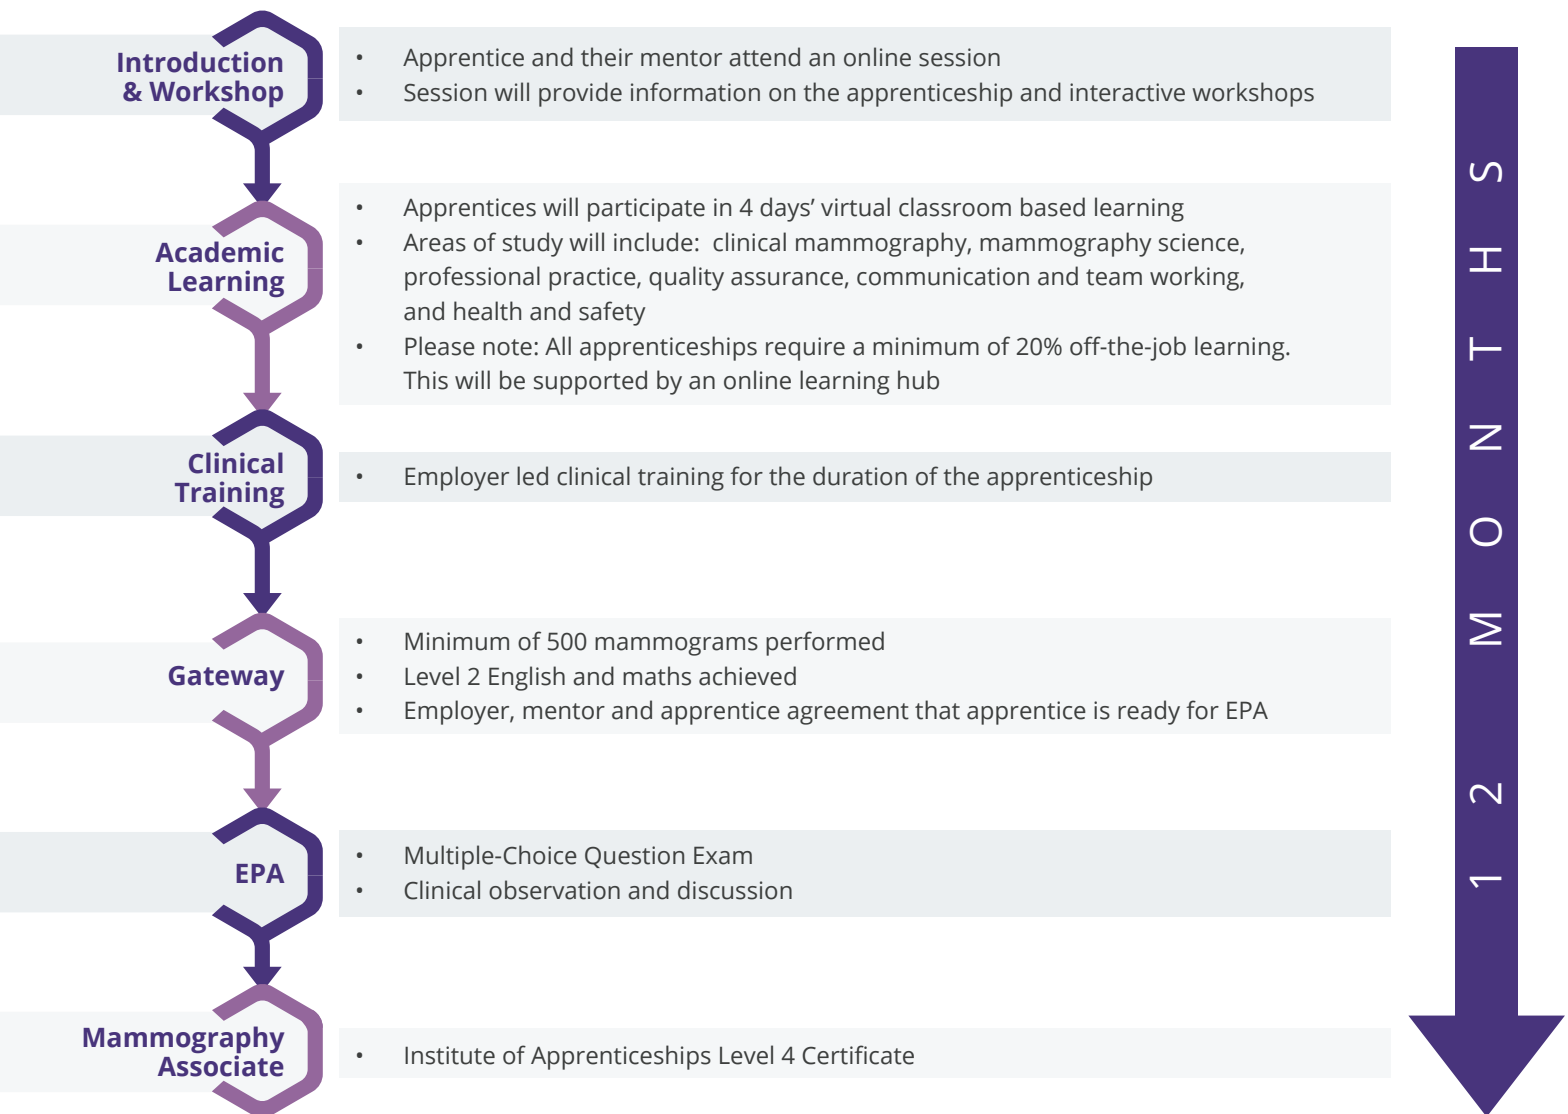 Introduction
& Workshop
• Apprentice and their mentor attend an online session
• Session will provide information on the apprenticeship and interactive workshops
Academic
Learning
• Apprentices will participate in 4 days’ virtual classroom based learning
• Areas of study will include:  clinical mammography, mammography science,
professional practice, quality assurance, communication and team working,
and health and safety
• Please note: All apprenticeships require a minimum of 20% off-the-job learning.
This will be supported by an online learning hub
Clinical
Training
• Employer led clinical training for the duration of the apprenticeship
Gateway
• Minimum of 500 mammograms performed
• Level 2 English and maths achieved
• Employer, mentor and apprentice agreement that apprentice is ready for EPA
EPA
• Multiple-Choice Question Exam
• Clinical observation and discussion
Mammography
Associate
• Institute of Apprenticeships Level 4 Certificate
12 MONTHS